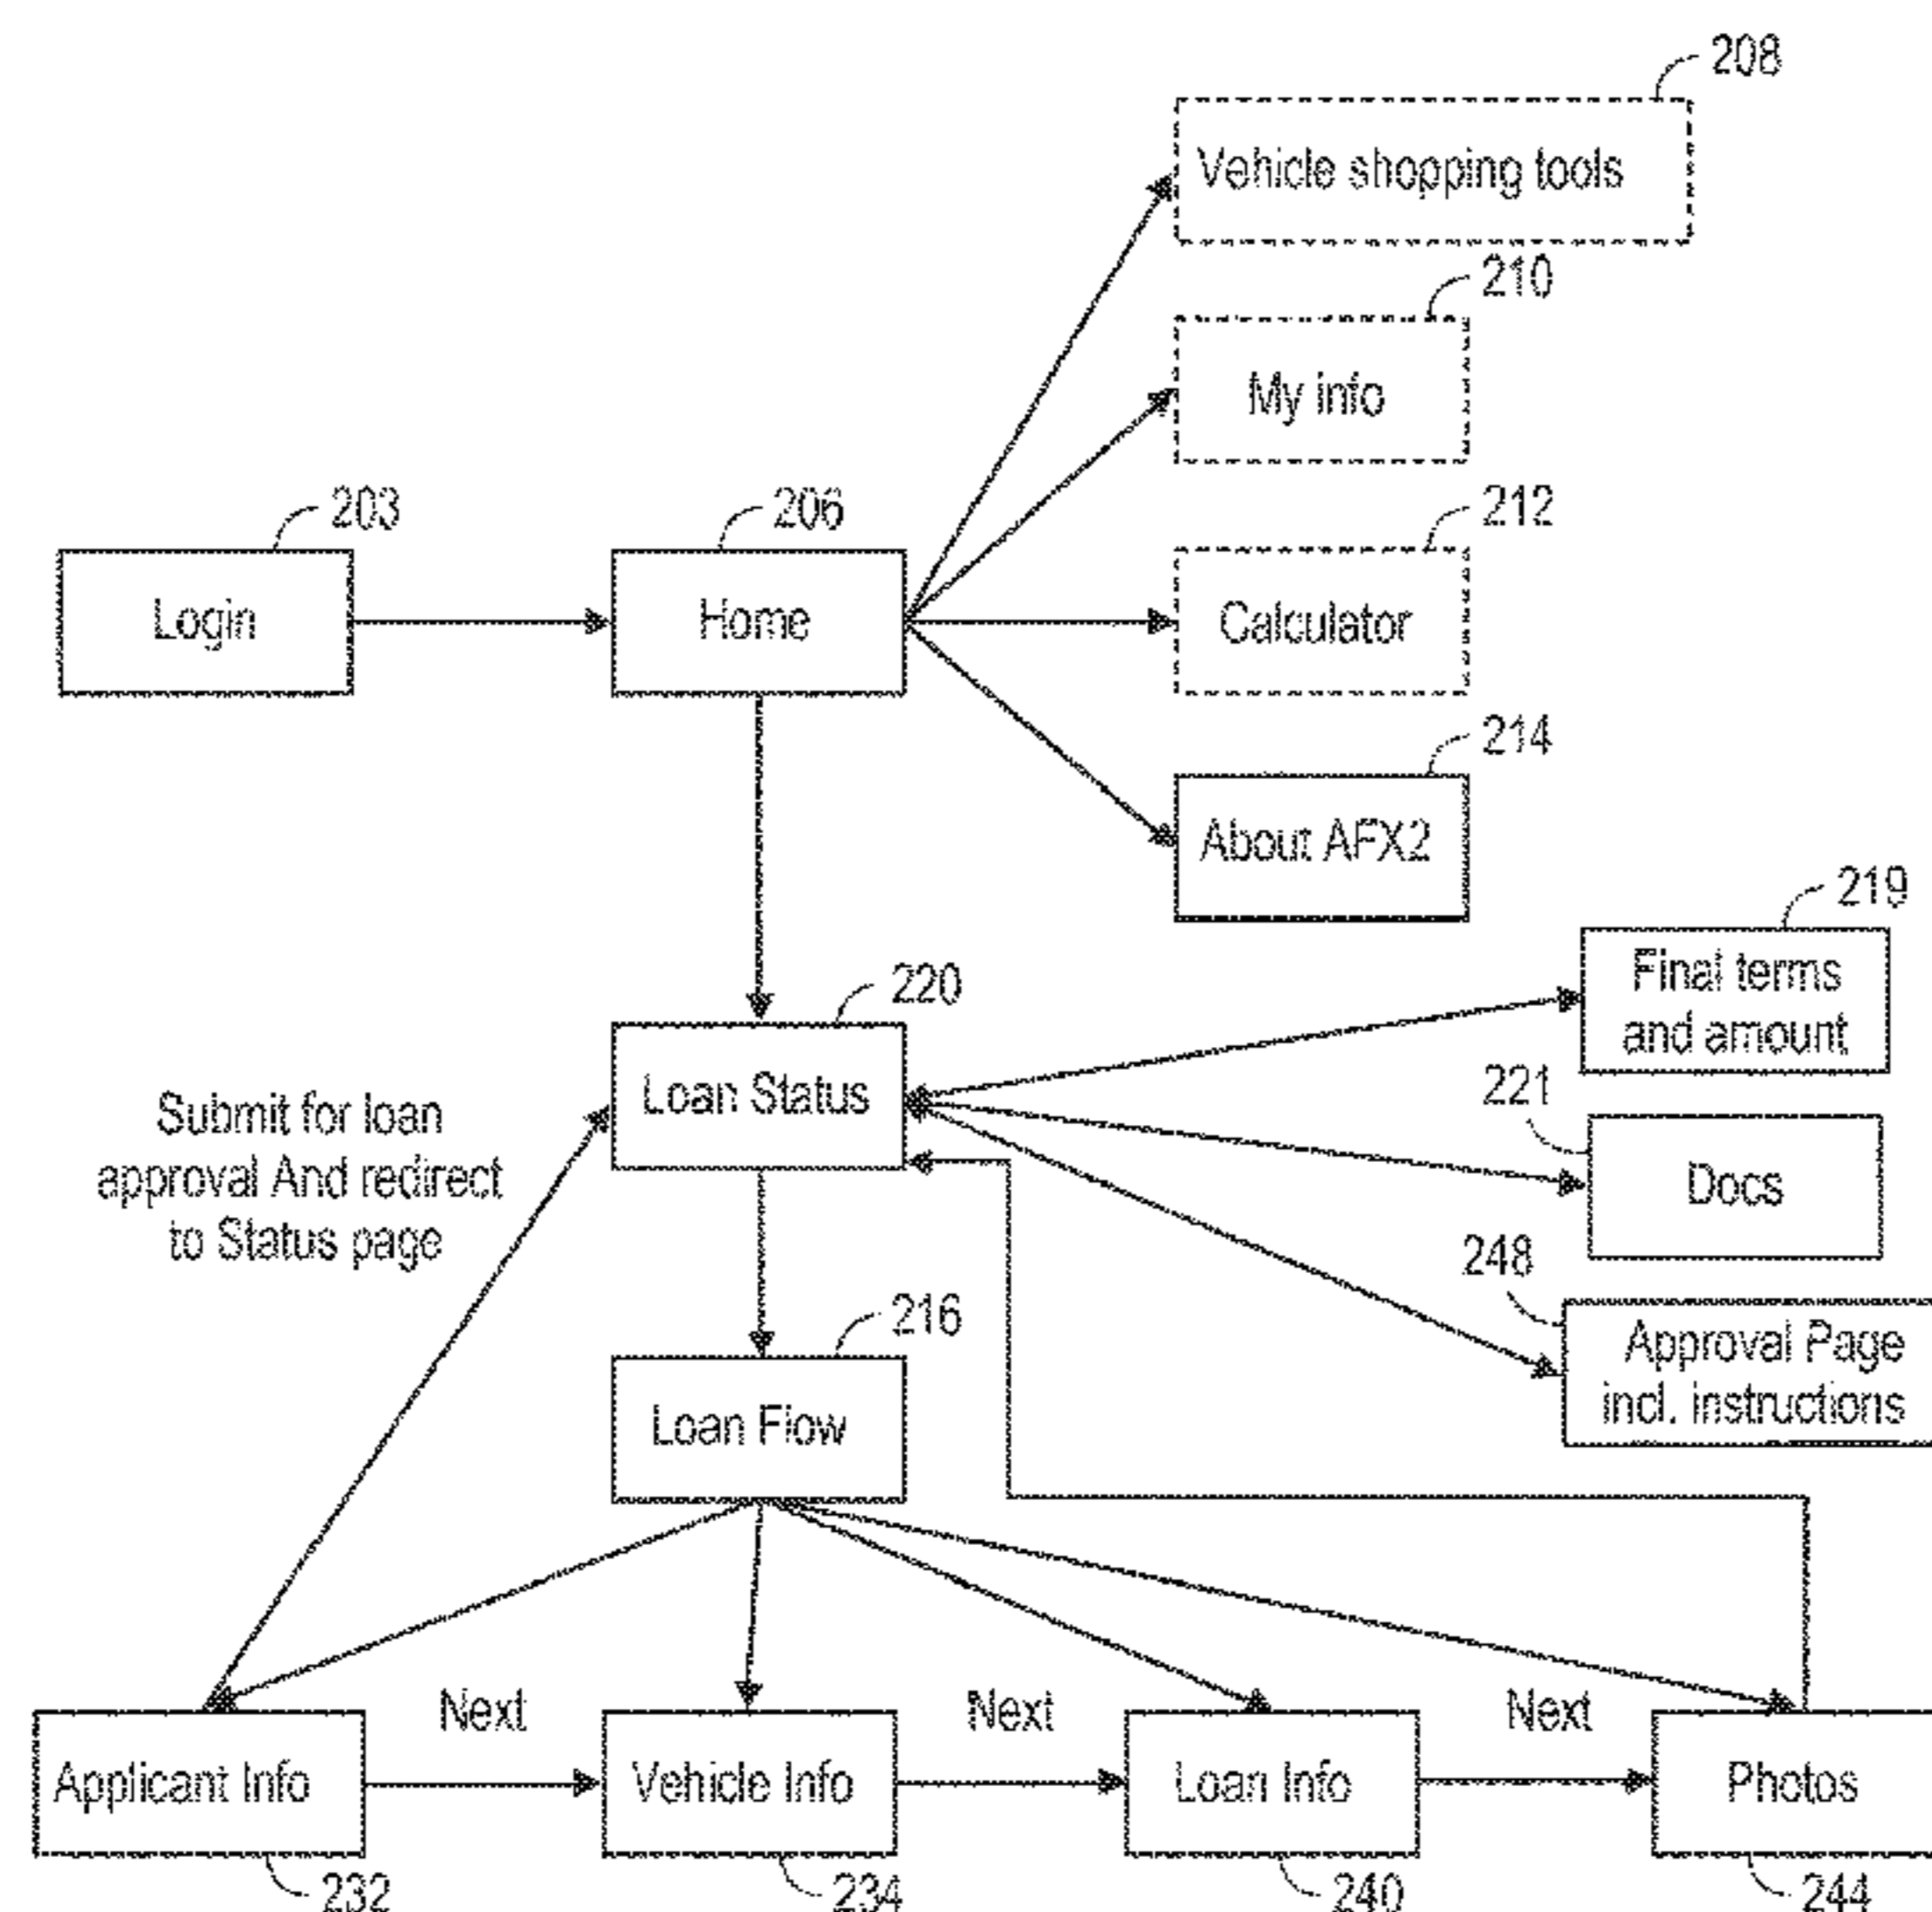 208
Vehicle shopping tools
210
My info
203
206
212
Login
Home
Calculator
214
About AFX2
219
Final terms
and amount
220
Loan Status
221
Docs
Submit for loan
approval And redirect
to Status page
248
Approval Page
incl. instructions
216
Loan Flow
Next
Next
Next
Applicant Info
Vehicle Info
Loan Info
Photos
232
234
240
244